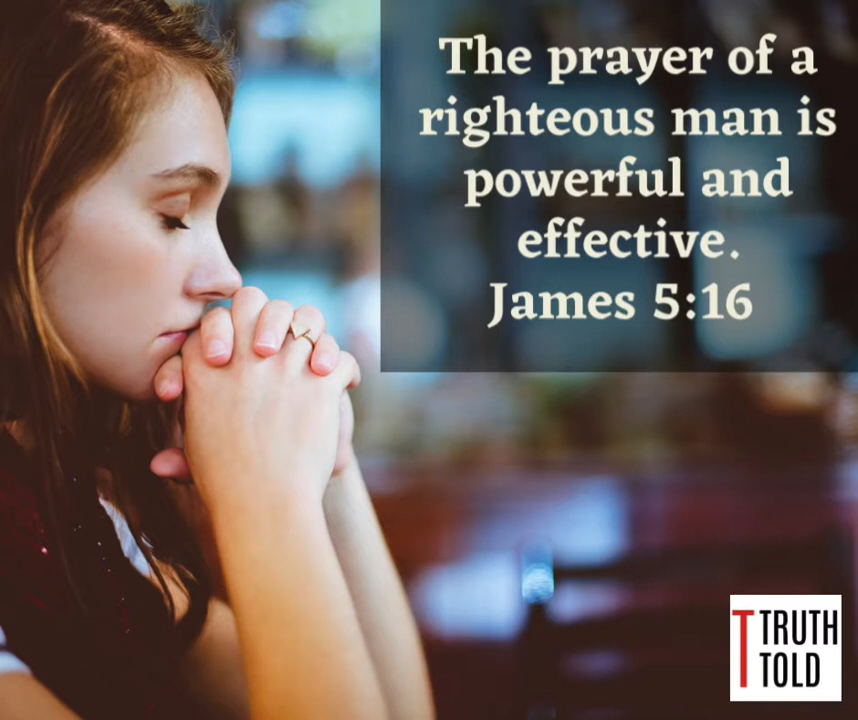 The prayer of a
righteous man is
powerful and
effective.
James 5:16
T TRUTH
TOLD